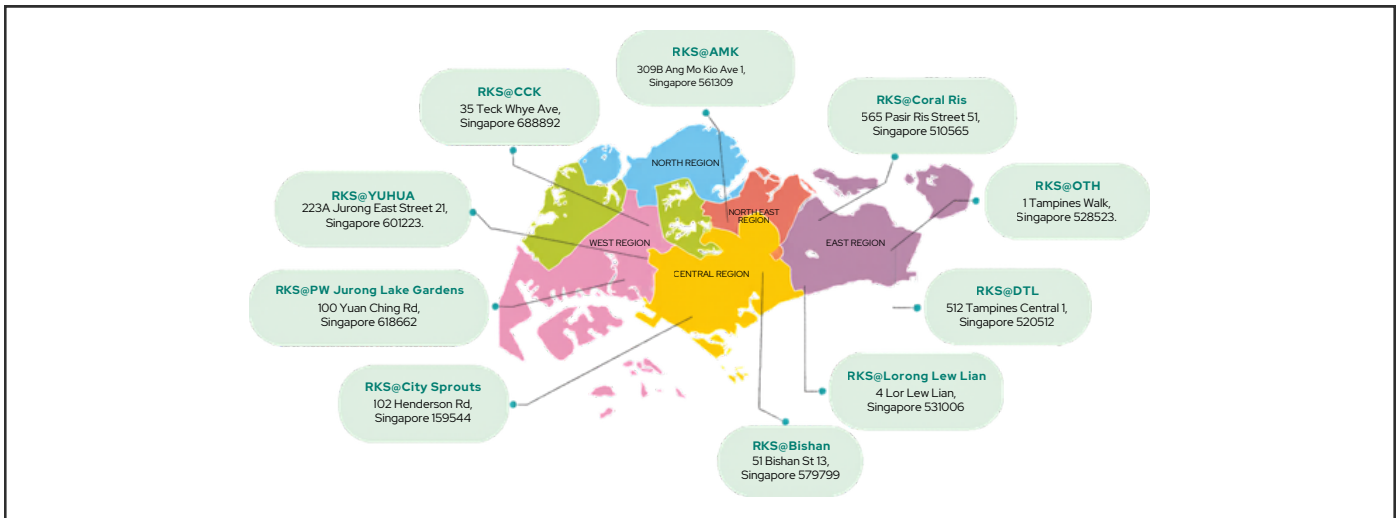 RKS@AMK
309B Ang Mo Kio Ave 1,
Singapore 561309
RKS@CCK
35 Teck Whye Ave,
Singapore 688892
RKS@Coral Ris
565 Pasir Ris Street 51,
Singapore 510565
NORTH REGION
RKS@YUHUA
223A Jurong East Street 21,
Singapore 601223.
RKS@OTH
1 Tampines Walk,
Singapore 528523.
NORTH EAST
REGION
WEST REGION
EAST REGION
CENTRAL REGION
RKS@PW Jurong Lake Gardens
100 Yuan Ching Rd,
Singapore 618662
RKS@DTL
512 Tampines Central 1,
Singapore 520512
RKS@City Sprouts
102 Henderson Rd,
Singapore 159544
RKS@Lorong Lew Lian
4 Lor Lew Lian,
Singapore 531006
RKS@Bishan
51 Bishan St 13,
Singapore 579799